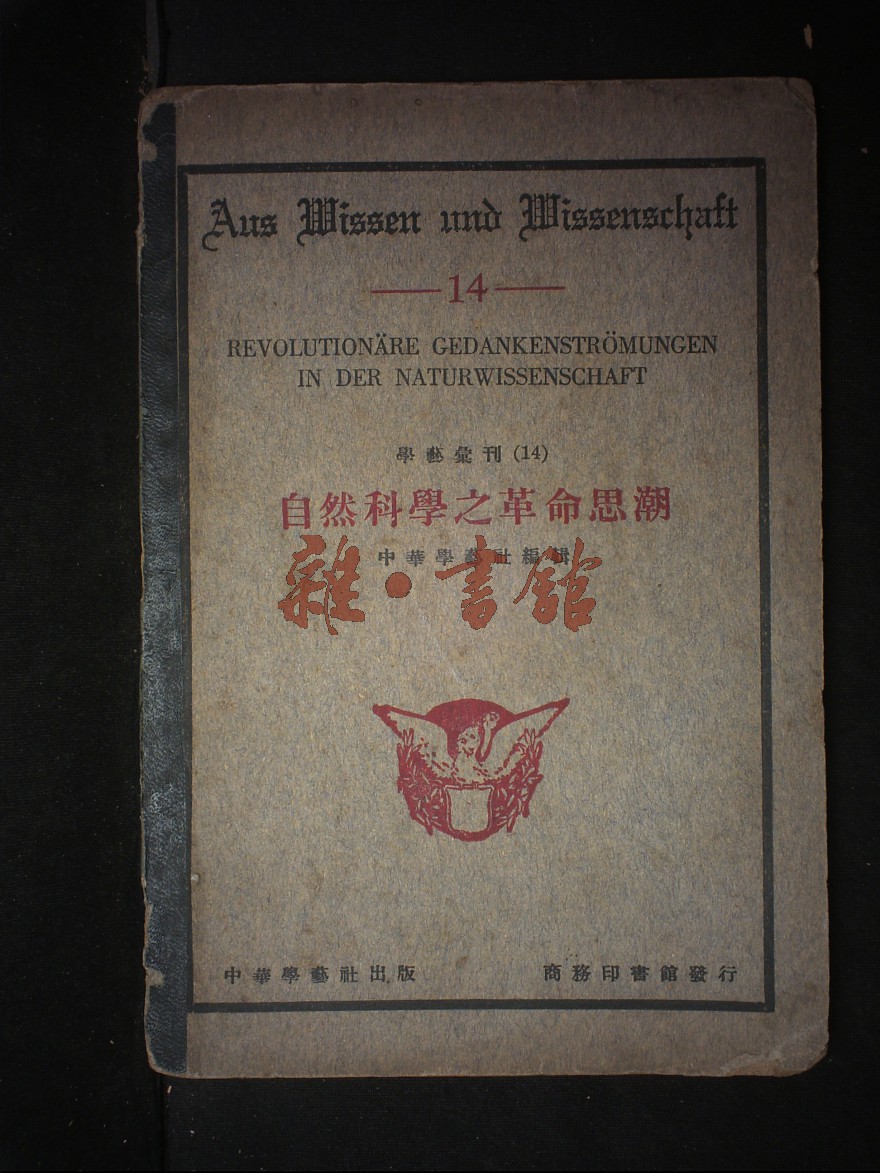 Aus Wissen und Wissenschaft
14
REVOLUTIONÄRE GEDANKENSTRÖMUNGEN
IN DER NATURWISSENSCHAFT
學藝彙刊 (14)
自然科學之革命思潮
中華學藝社編輯
雜·書館
中華學藝社出版
商務印書館發行